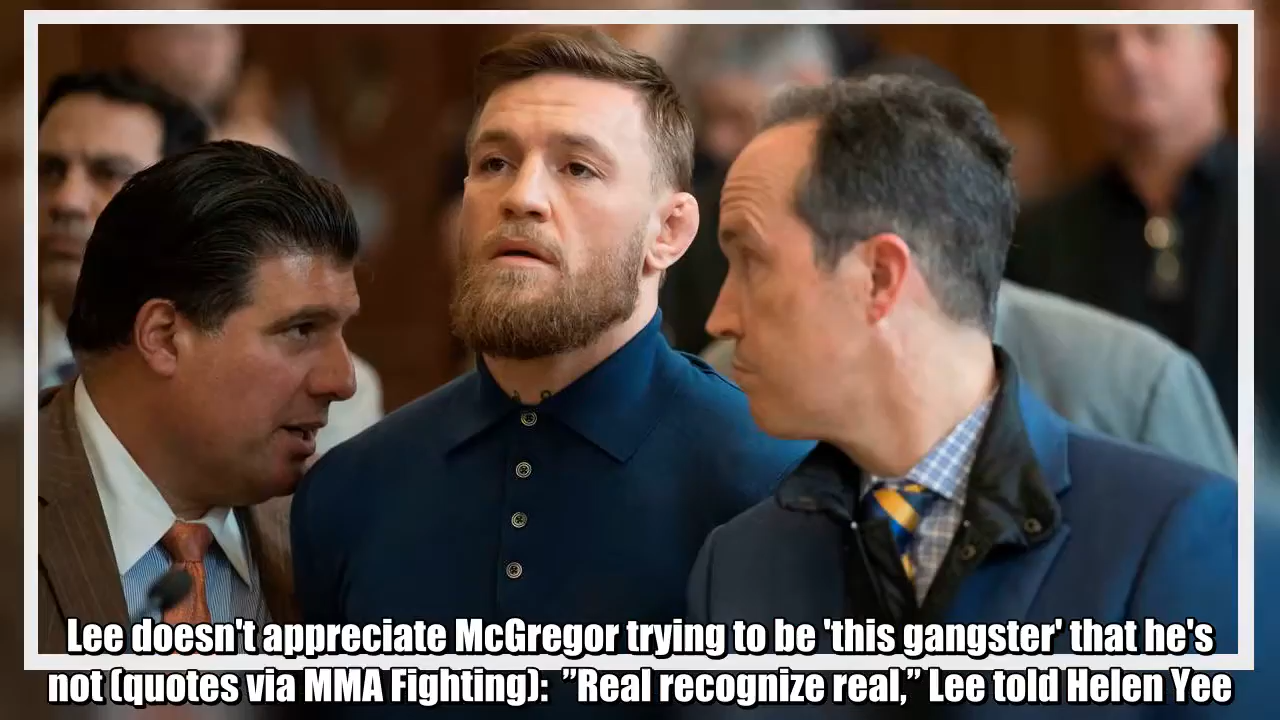 Lee doesn't appreciate McGregor trying to be 'this gangster' that he's
not (quotes via MMA Fighting): ”Real recognize real,” Lee told Helen Yee